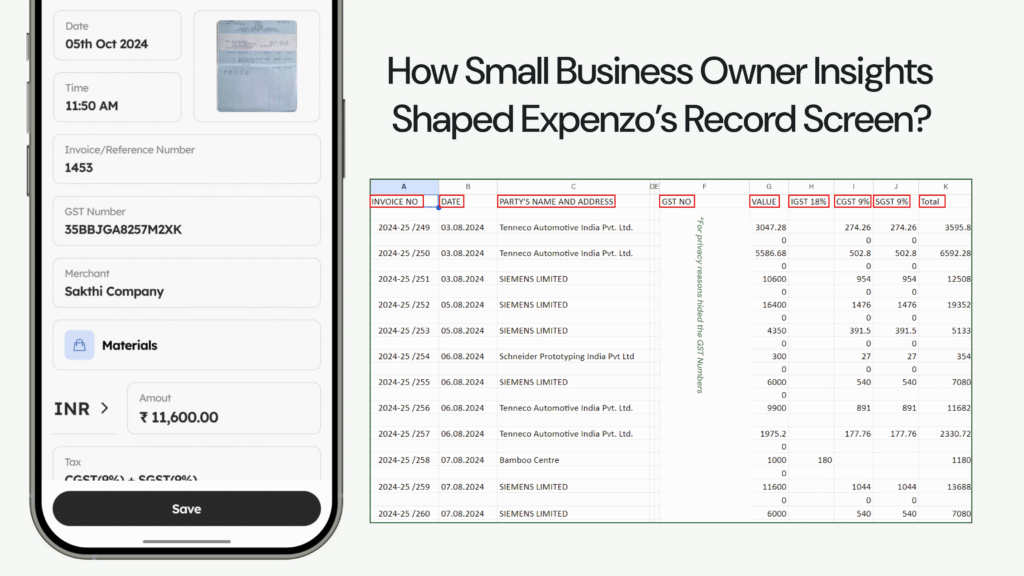 Date
05th Oct 2024
Time
11:50 AM
Invoice/Reference Number
1453
GST Number
35BBJGA8257M2XK
Merchant
Sakthi Company
Materials
INR >
Amout
₹ 11,600.00
Tax
CGST(9%) + SGST(9%)
Save
How Small Business Owner Insights
Shaped Expenzo’s Record Screen?
A B C D E F G H I J K
INVOICE NO DATE PARTY'S NAME AND ADDRESS GST NO VALUE IGST 18% CGST 9% SGST 9% Total
2024-25 /249 03.08.2024 Tenneco Automotive India Pvt. Ltd. 3047.28 274.26 274.26 3595.8
0 0 0
2024-25 /250 03.08.2024 Tenneco Automotive India Pvt. Ltd. 5586.68 502.8 502.8 6592.28
0 0 0
2024-25 /251 03.08.2024 SIEMENS LIMITED 10600 954 954 12508
0 0 0
2024-25 /252 05.08.2024 SIEMENS LIMITED 16400 1476 1476 19352
0 0 0
2024-25 /253 05.08.2024 SIEMENS LIMITED 4350 391.5 391.5 5133
0 0 0
2024-25 /254 06.08.2024 Schneider Prototyping India Pvt Ltd 300 27 27 354
0 0 0
2024-25 /255 06.08.2024 SIEMENS LIMITED 6000 540 540 7080
0
2024-25 /256 06.08.2024 Tenneco Automotive India Pvt. Ltd. 9900 891 891 11682
2024-25 /257 06.08.2024 Tenneco Automotive India Pvt. Ltd. 1975.2 177.76 177.76 2330.72
0
2024-25 /258 07.08.2024 Bamboo Centre 1000 180 1180
0
2024-25 /259 07.08.2024 SIEMENS LIMITED 11600 1044 1044 13688
0 0 0
2024-25 /260 07.08.2024 SIEMENS LIMITED 6000 540 540 7080
*For privacy reasons hided the GST Numbers